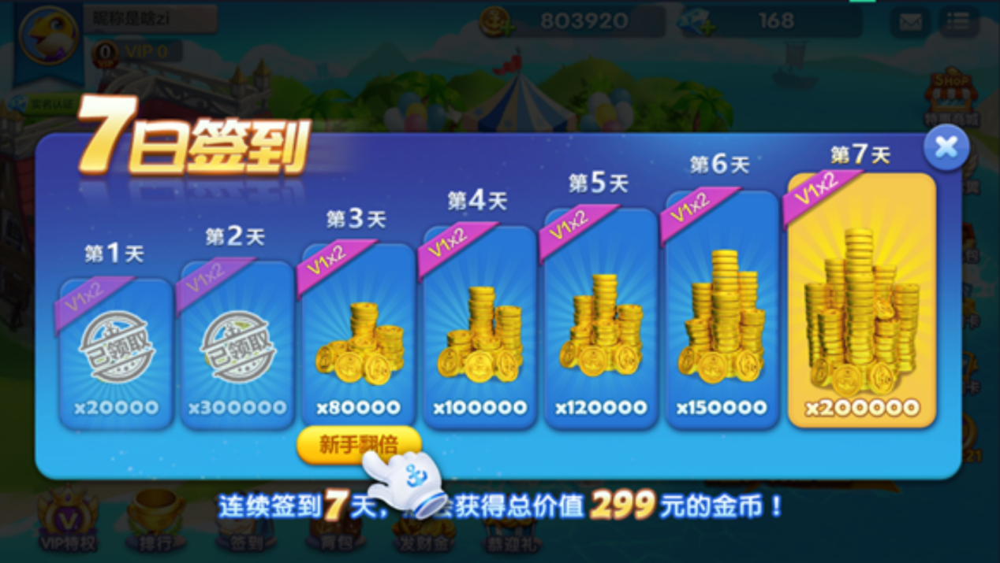 昵称是啥zi
803920
168
0
VIP
VIP 0
实名认证
SHOP
特惠商城
7日签到
第1天
第2天
第3天
第4天
第5天
第6天
第7天
V1x2
V1x2
V1x2
V1x2
V1x2
V1x2
V1x2
已领取
已领取
x20000
x300000
x80000
x100000
x120000
x150000
x200000
新手翻倍
连续签到7天，
会获得总价值299元的金币！
VIP特权
排行
签到
背包
发财金
恭迎礼